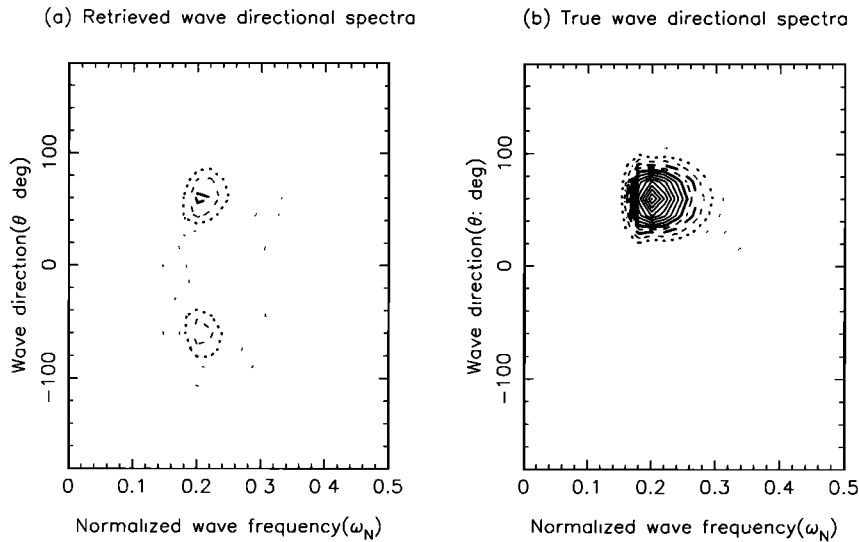 (a) Retrieved wave directional spectra
(b) True wave directional spectra
Wave direction(θ deg)
100
0
−100
0 0.1 0.2 0 3 0 4 0.5
Normalized wave frequency(ω_N)
Wave direction(θ: deg)
100
0
−100
0 0.1 0.2 0.3 0.4 0.5
Normalized wave frequency(ω_N)